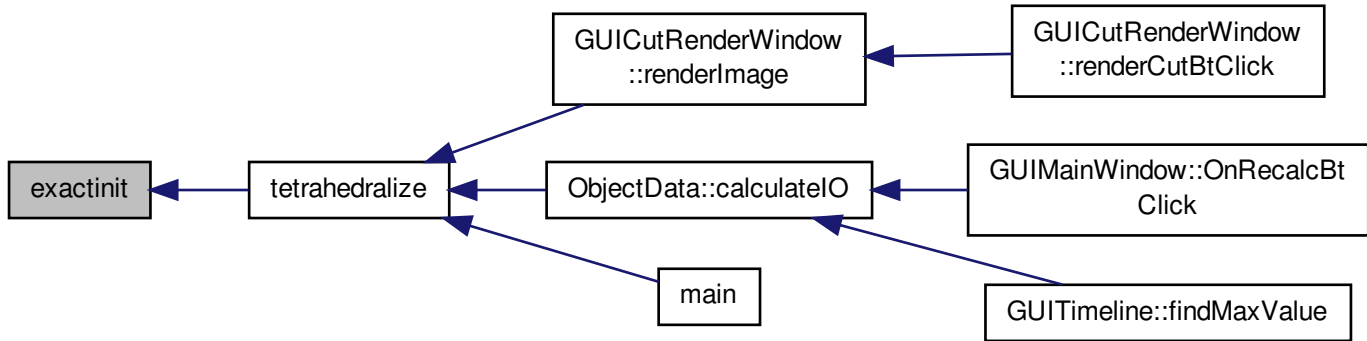 exactinit
tetrahedralize
GUICutRenderWindow
::renderImage
GUICutRenderWindow
::renderCutBtClick
ObjectData::calculateIO
GUIMainWindow::OnRecalcBt
Click
main
GUITimeline::findMaxValue